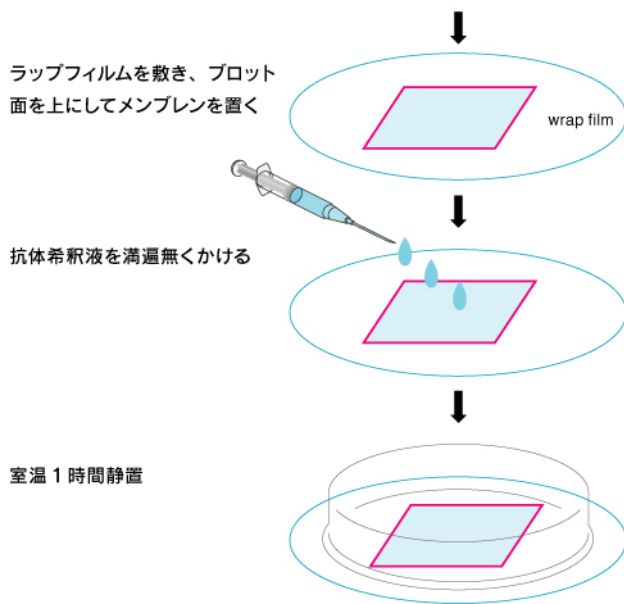 ラップフィルムを敷き、ブロット
面を上にしてメンブレンを置く
wrap film
抗体希釈液を満遍無くかける
室温1時間静置